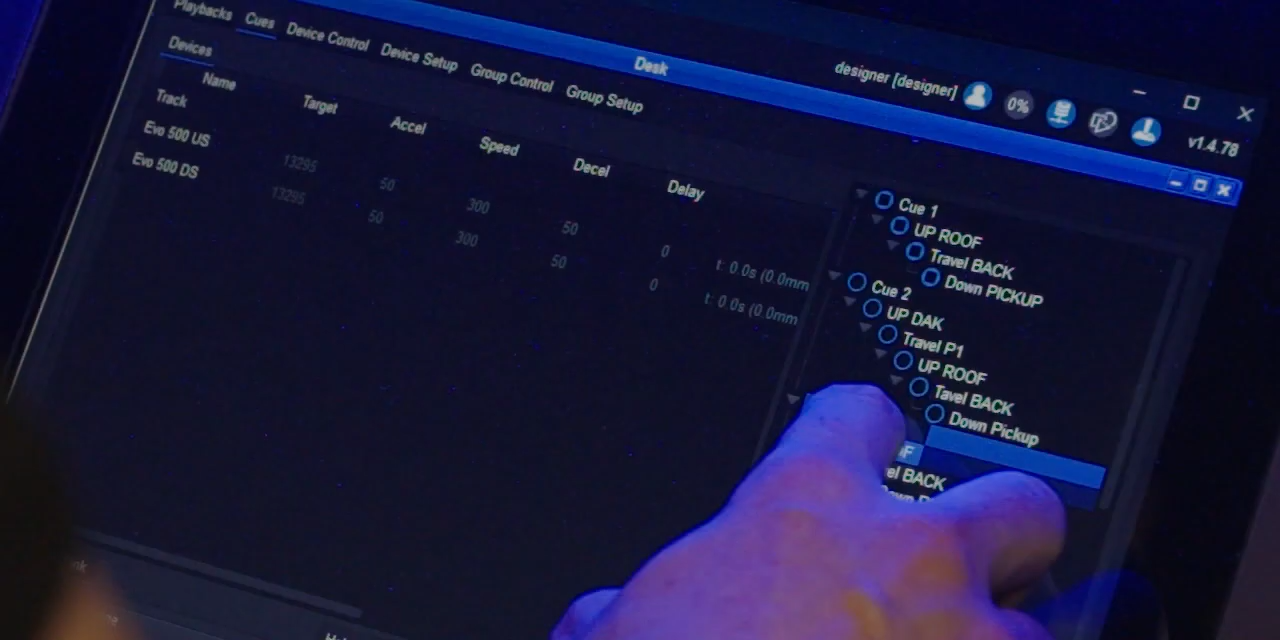 Playbacks Cues Device Control Device Setup Group Control Group Setup
Desk
designer [designer] 0%
v1.4.78
Devices
Name Target Accel Speed Decel Delay
Track
Evo 500 US 13295 50 300 50 0 t: 0.0s (0.0mm
Evo 500 DS 13295 50 300 50 0 t: 0.0s (0.0mm
Cue 1
UP ROOF
Travel BACK
Down PICKUP
Cue 2
UP DAK
Travel P1
UP ROOF
Tavel BACK
Down Pickup
BACK